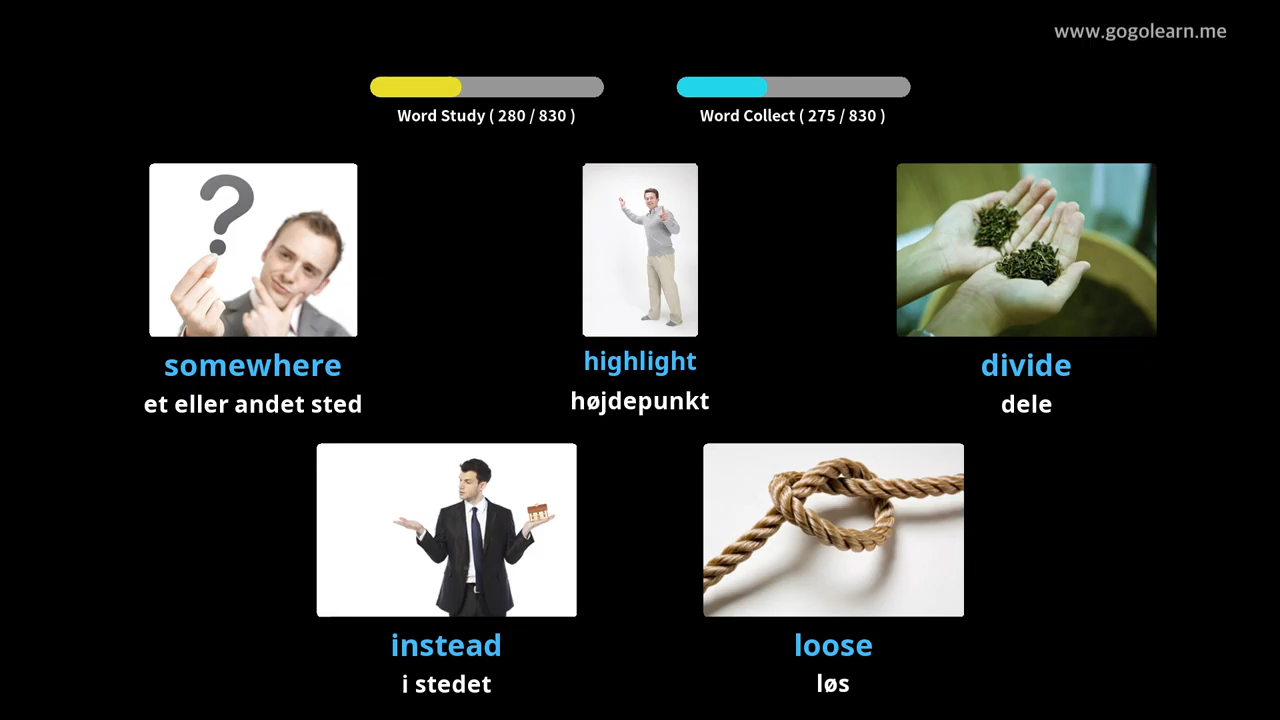 www.gogolearn.me
Word Study ( 280 / 830 )
Word Collect ( 275 / 830 )
?
somewhere
et eller andet sted
highlight
højdepunkt
divide
dele
instead
i stedet
loose
løs